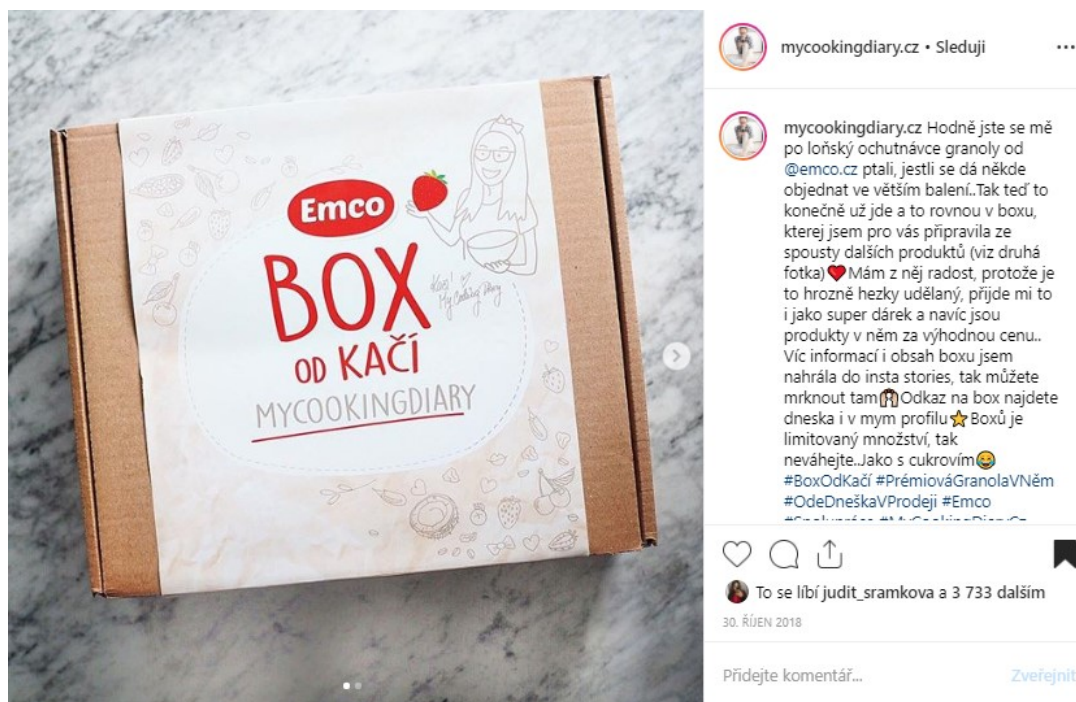 Emco
BOX
OD KAČÍ
MYCOOKINGDIARY
Kačí
My Cooking Diary
mycookingdiary.cz • Sleduji
mycookingdiary.cz Hodně jste se mě
po loňský ochutnávce granoly od
@emco.cz ptali, jestli se dá někde
objednat ve větším balení..Tak teď to
konečně už jde a to rovnou v boxu,
kterej jsem pro vás připravila ze
spousty dalších produktů (viz druhá
fotka)❤️Mám z něj radost, protože je
to hrozně hezky udělaný, přijde mi to
i jako super dárek a navíc jsou
produkty v něm za výhodnou cenu..
Víc informací i obsah boxu jsem
nahrála do insta stories, tak můžete
mrknout tam🙌Odkaz na box najdete
dneska i v mym profilu⭐Boxů je
limitovaný množství, tak
neváhejte..Jako s cukrovím😂
#BoxOdKačí #PrémiováGranolaVNěm
#OdeDneškaVProdeji #Emco
#Spolupráce #MyCookingDiaryCz
To se líbí judit_sramkova a 3 733 dalším
30. ŘÍJEN 2018
Přidejte komentář...
Zveřejnit